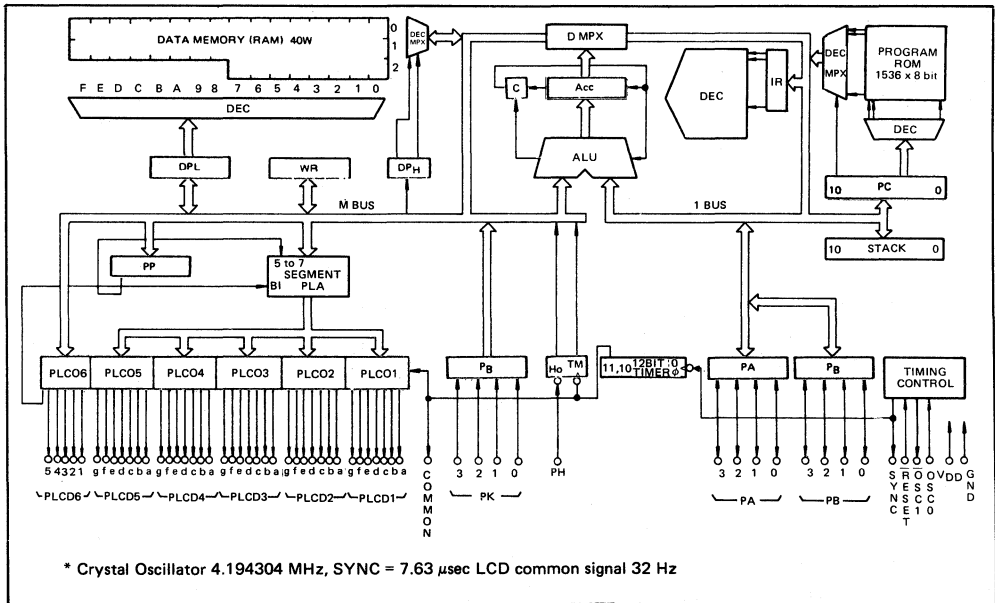 DATA MEMORY (RAM) 40W
0
1
2
F E D C B A 9 8 7 6 5 4 3 2 1 0
DEC
DEC
MPX
D MPX
C
Acc
ALU
DEC
IR
DEC
MPX
PROGRAM
ROM
1536 x 8 bit
DEC
10 PC 0
10 STACK 0
DPL
WR
DPH
M BUS
1 BUS
PP
5 to 7
SEGMENT
BI PLA
PLCO6 PLCO5 PLCO4 PLCO3 PLCO2 PLCO1
PB
Ho TM
11,10 12BIT:0
TIMER φ
PA
PB
TIMING
CONTROL
5 4 3 2 1 g f e d c b a g f e d c b a g f e d c b a g f e d c b a g f e d c b a
PLCD6 PLCD5 PLCD4 PLCD3 PLCD2 PLCD1
COMMON
3 2 1 0
PK
PH
3 2 1 0
PA
3 2 1 0
PB
SYNC
RESET
OSC1
OSC0
VDD
GND
* Crystal Oscillator 4.194304 MHz, SYNC = 7.63 μsec LCD common signal 32 Hz